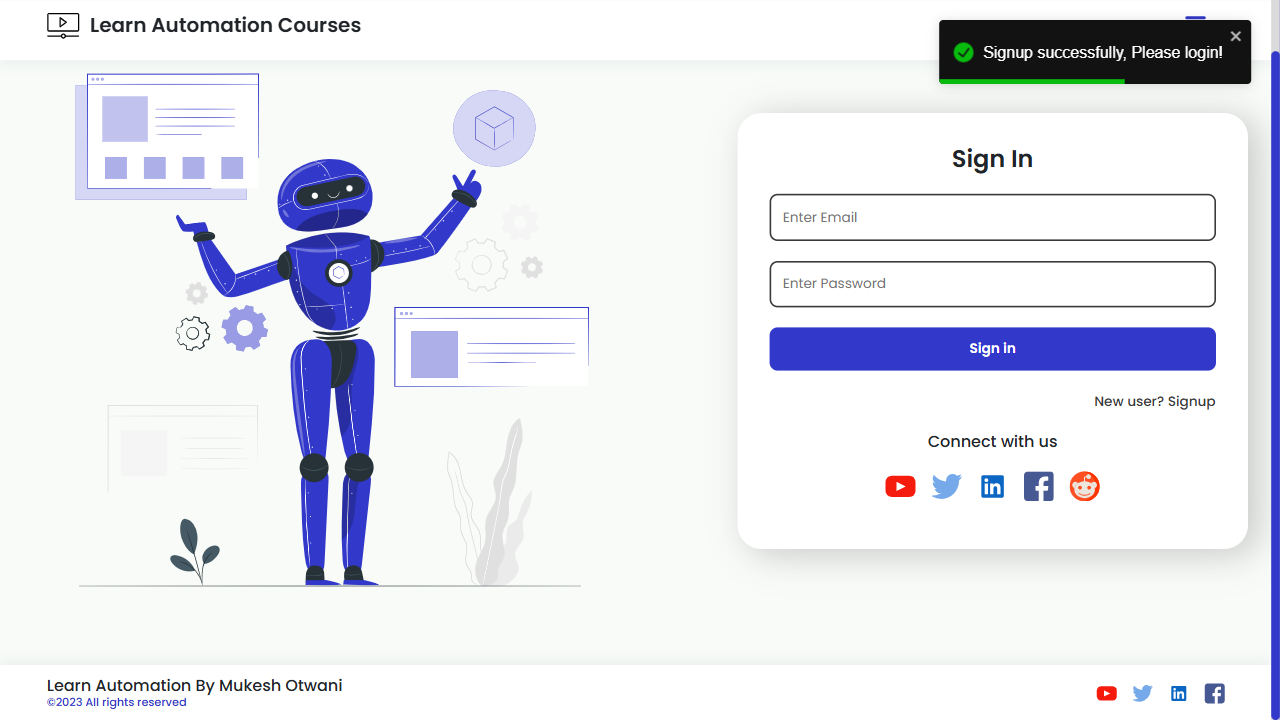 Learn Automation Courses
Signup successfully, Please login!
Sign In
Enter Email
Enter Password
Sign in
New user? Signup
Connect with us
Learn Automation By Mukesh Otwani
©2023 All rights reserved